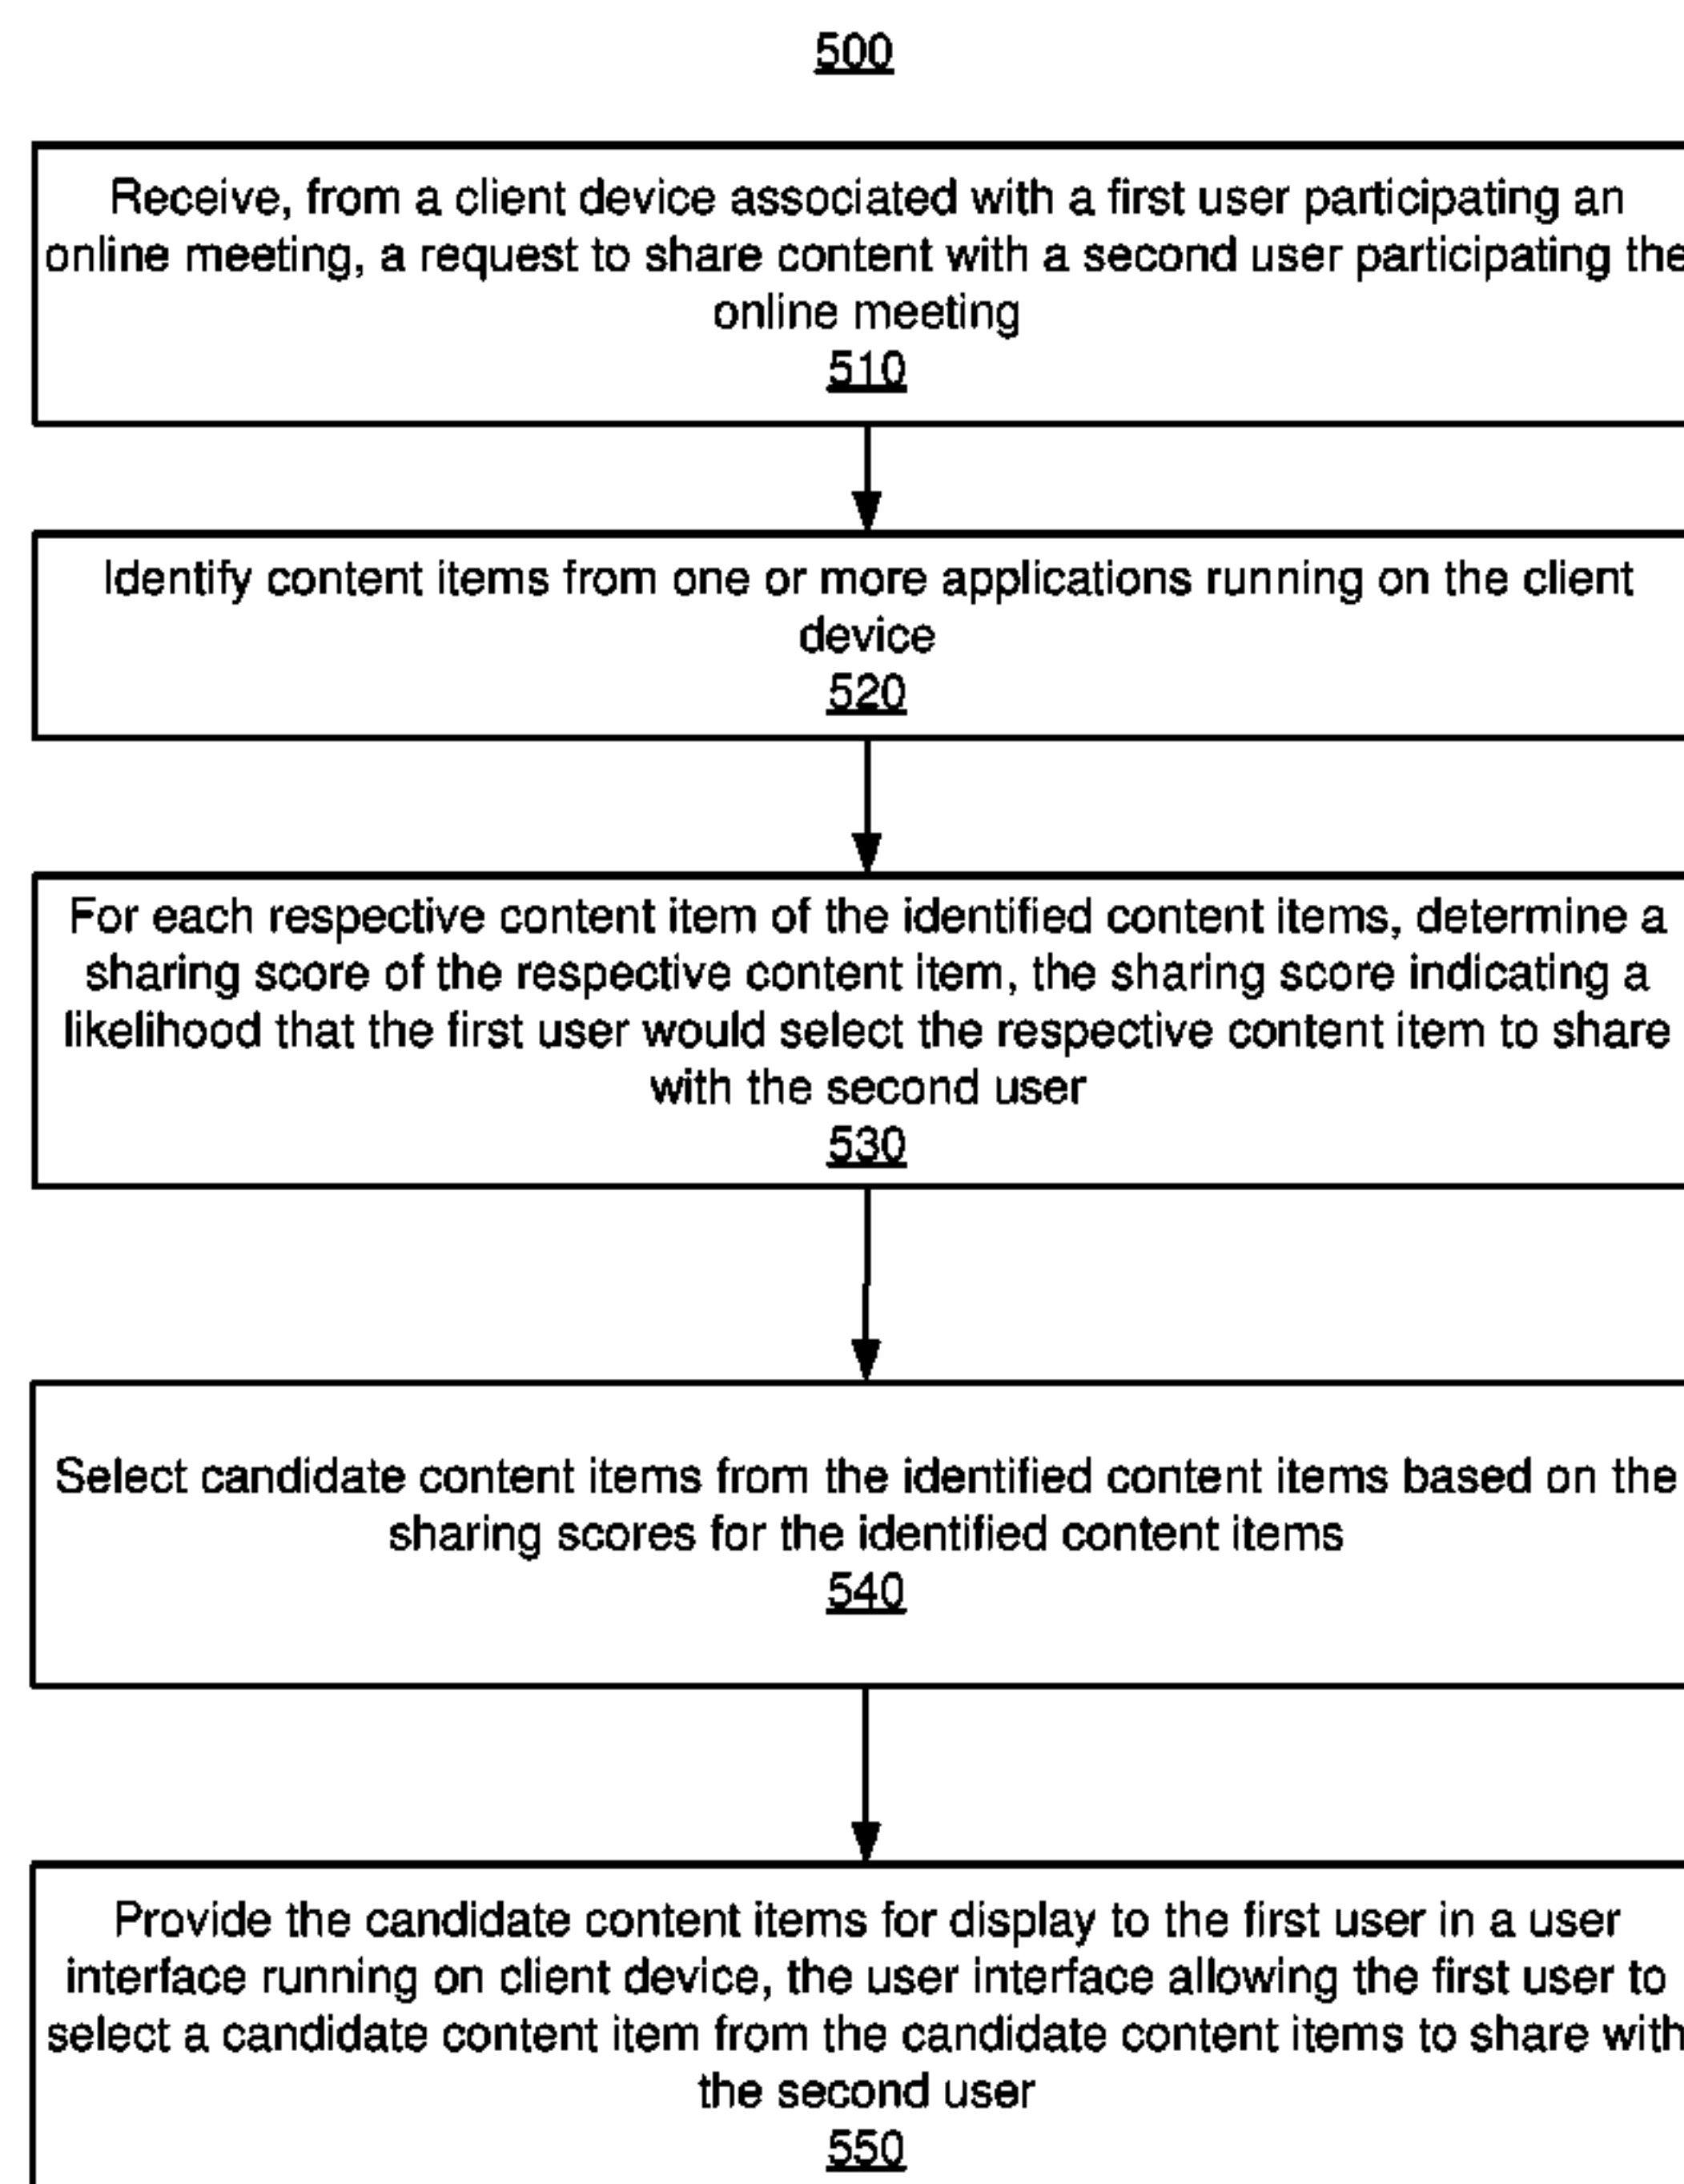 500
Receive, from a client device associated with a first user participating an
online meeting, a request to share content with a second user participating the
online meeting
510
Identify content items from one or more applications running on the client
device
520
For each respective content item of the identified content items, determine a
sharing score of the respective content item, the sharing score indicating a
likelihood that the first user would select the respective content item to share
with the second user
530
Select candidate content items from the identified content items based on the
sharing scores for the identified content items
540
Provide the candidate content items for display to the first user in a user
interface running on client device, the user interface allowing the first user to
select a candidate content item from the candidate content items to share with
the second user
550